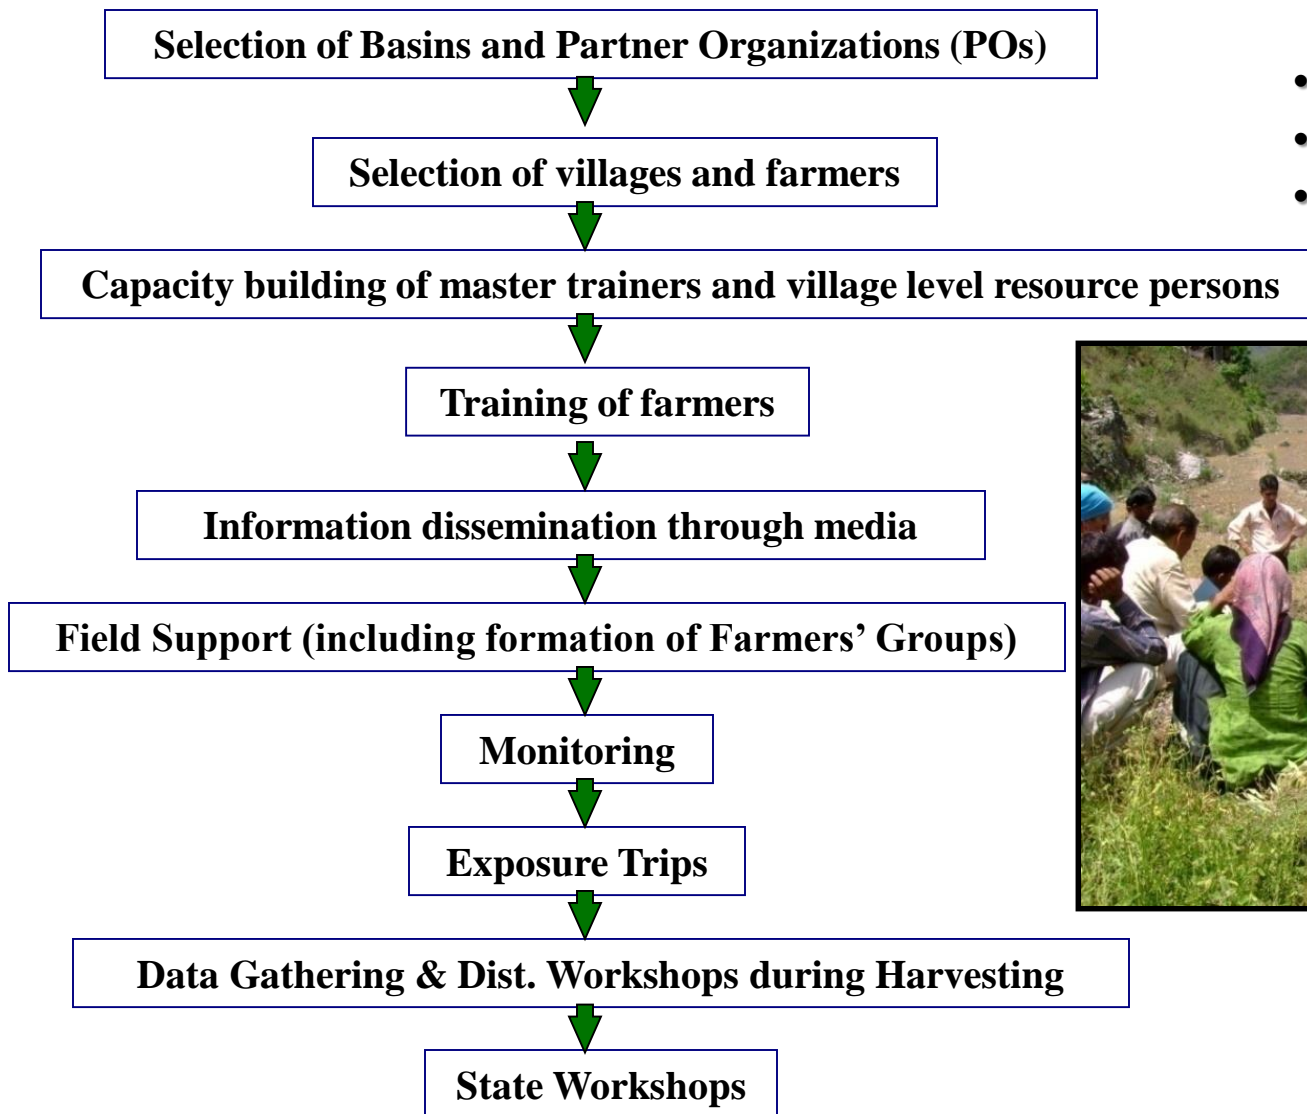 Selection of Basins and Partner Organizations (POs)
Selection of villages and farmers
Capacity building of master trainers and village level resource persons
Training of farmers
Information dissemination through media
Field Support (including formation of Farmers’ Groups)
Monitoring
Exposure Trips
Data Gathering & Dist. Workshops during Harvesting
State Workshops